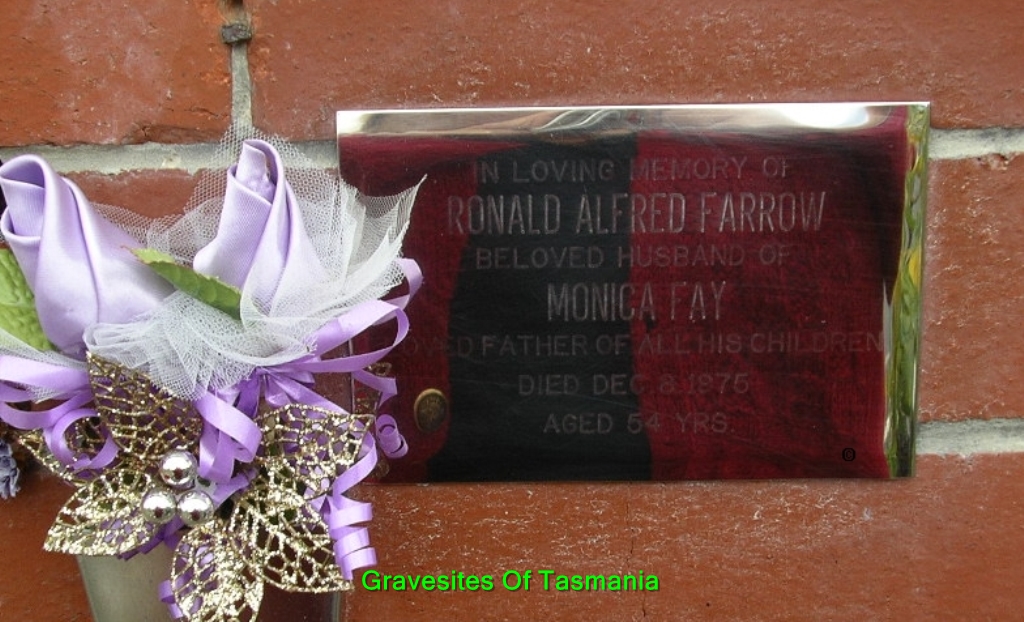 IN LOVING MEMORY OF
RONALD ALFRED FARROW
BELOVED HUSBAND OF
MONICA FAY
FATHER OF ALL HIS CHILDREN
DIED DEC. 8. 1975
AGED 54 YRS.
©
Gravesites Of Tasmania